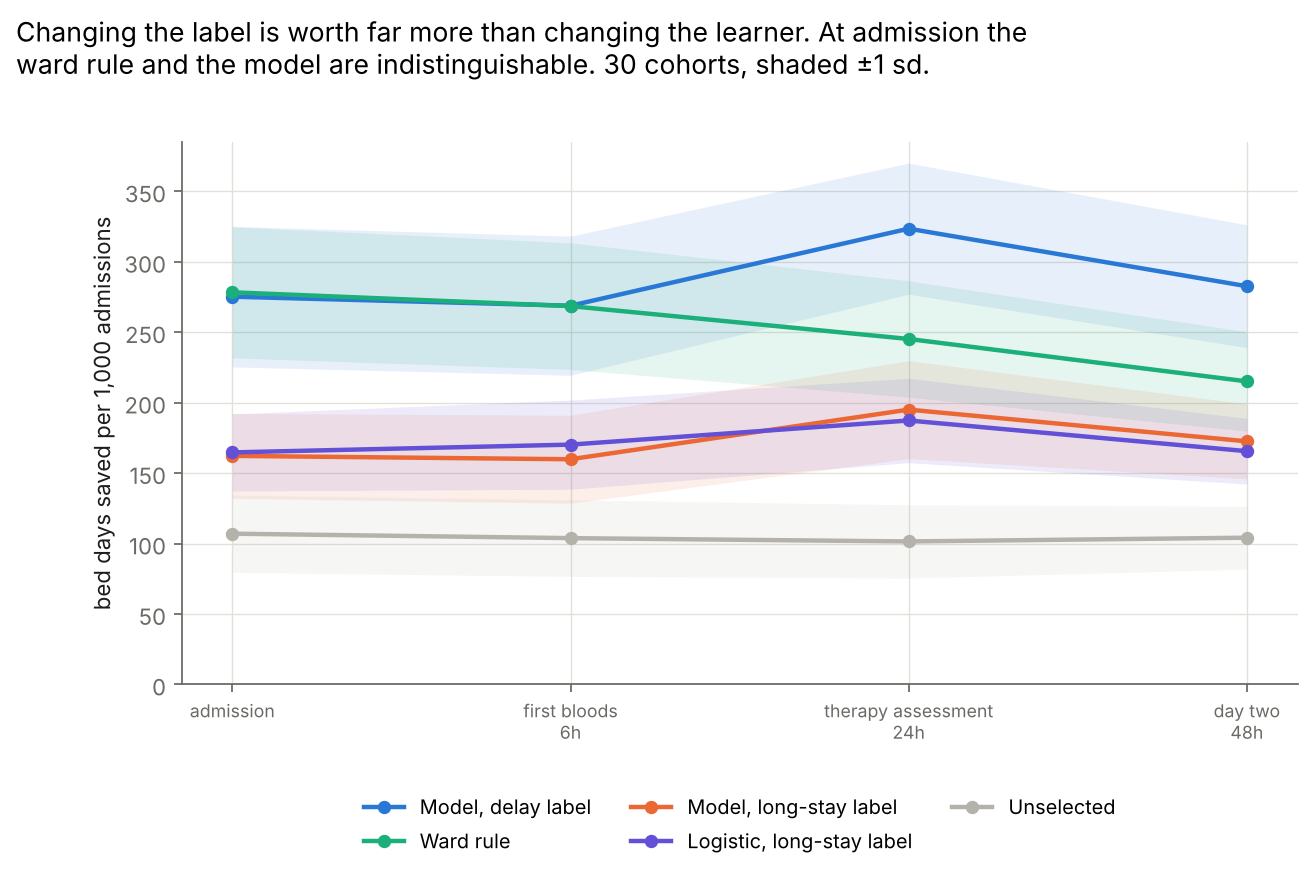 Changing the label is worth far more than changing the learner. At admission the
ward rule and the model are indistinguishable. 30 cohorts, shaded ±1 sd.
bed days saved per 1,000 admissions
350
300
250
200
150
100
50
0
admission
first bloods
6h
therapy assessment
24h
day two
48h
Model, delay label
Model, long-stay label
Unselected
Ward rule
Logistic, long-stay label